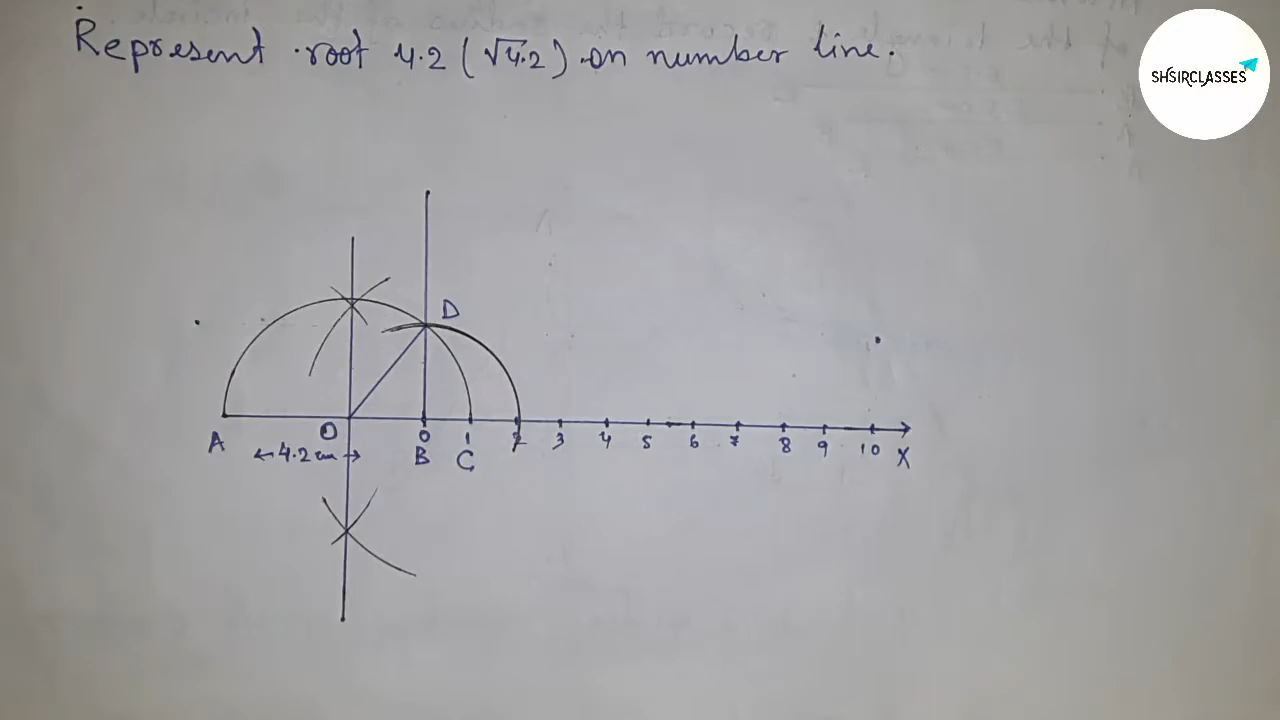 Represent root 4.2 (√4.2) on number line.
SHSIRCLASSES
D
A O 0 1 2 3 4 5 6 7 8 9 10 X
4.2 cm B C